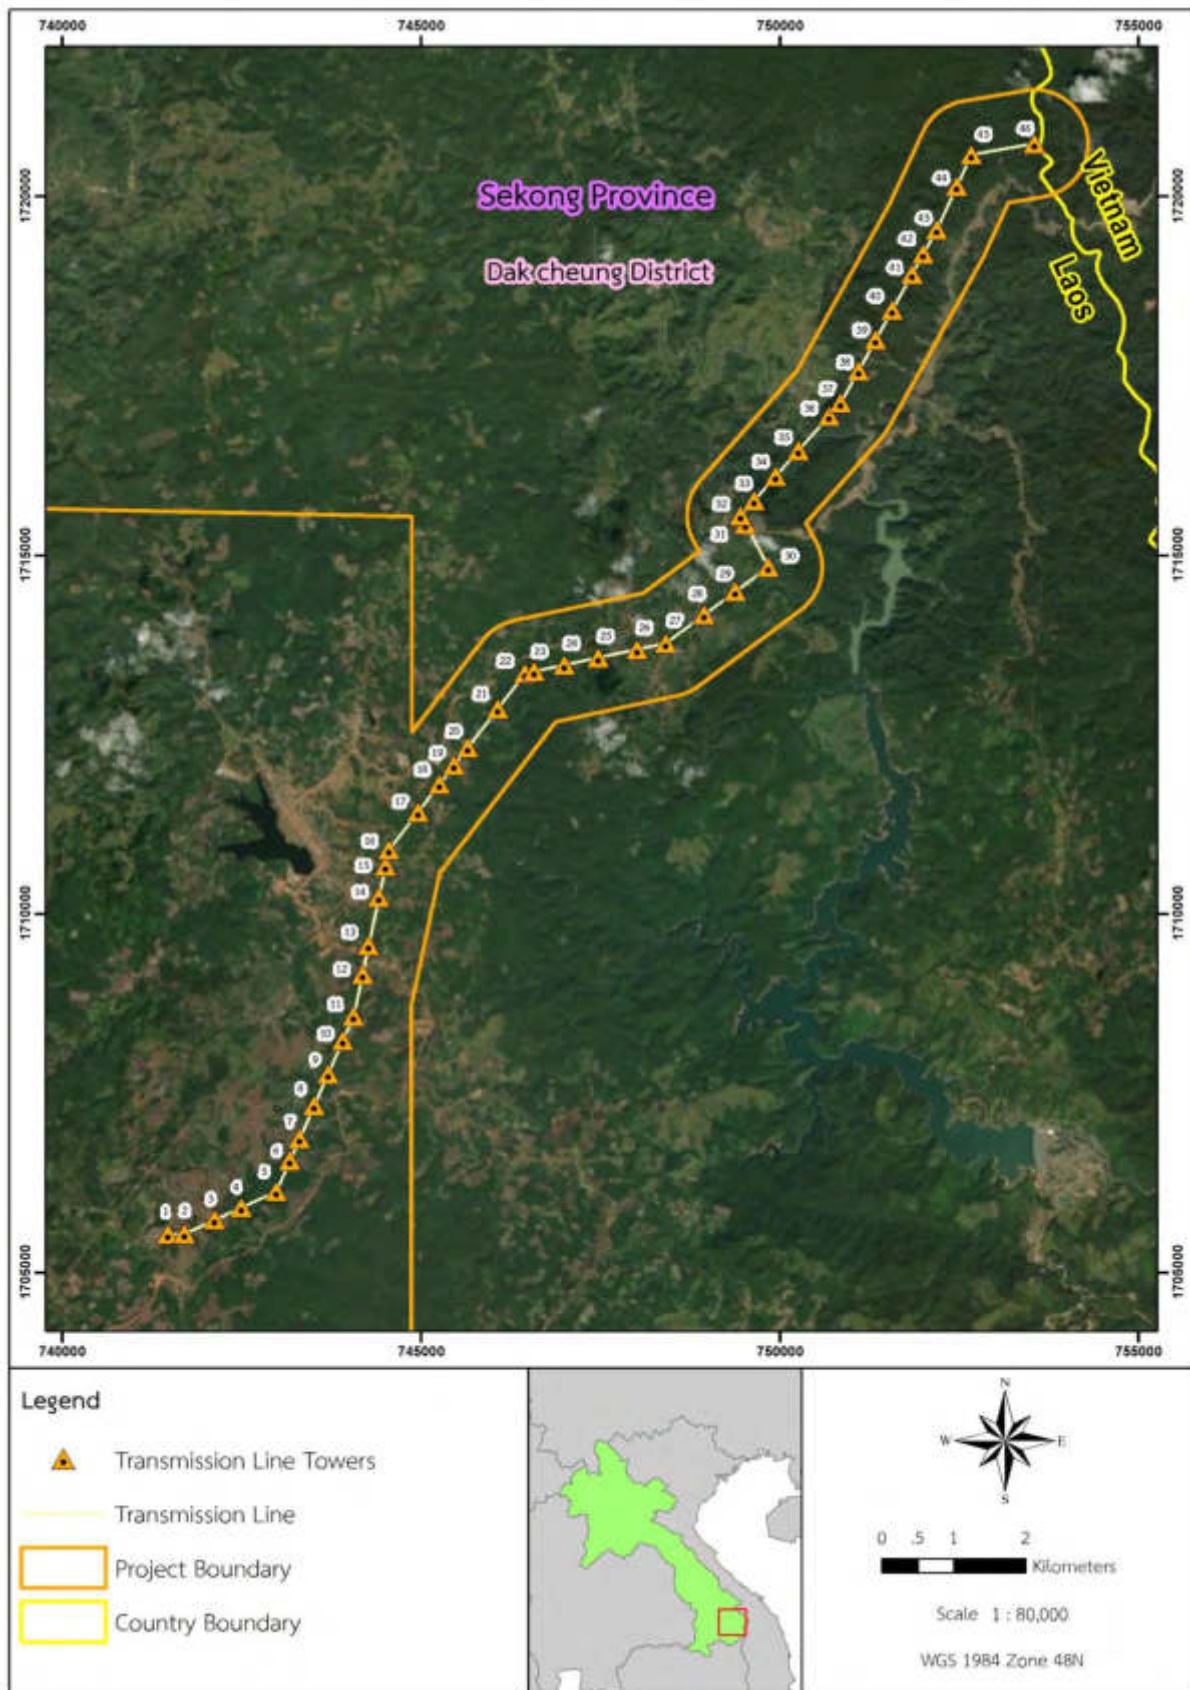 740000 745000 750000 755000
1720000 1720000
1715000 1715000
1710000 1710000
1705000 1705000
Sekong Province
Dak cheung District
Vietnam
Laos
46
45
44
43
42
41
40
39
38
37
36
35
34
33
32
31
30
29
28
27
26
25
24
23
22
21
20
19
18
17
16
15
14
13
12
11
10
9
8
7
6
5
4
3
2
1
740000 745000 750000 755000
Legend
Transmission Line Towers
Transmission Line
Project Boundary
Country Boundary
N
W E
S
0 .5 1 2
Kilometers
Scale 1 : 80,000
WGS 1984 Zone 48N